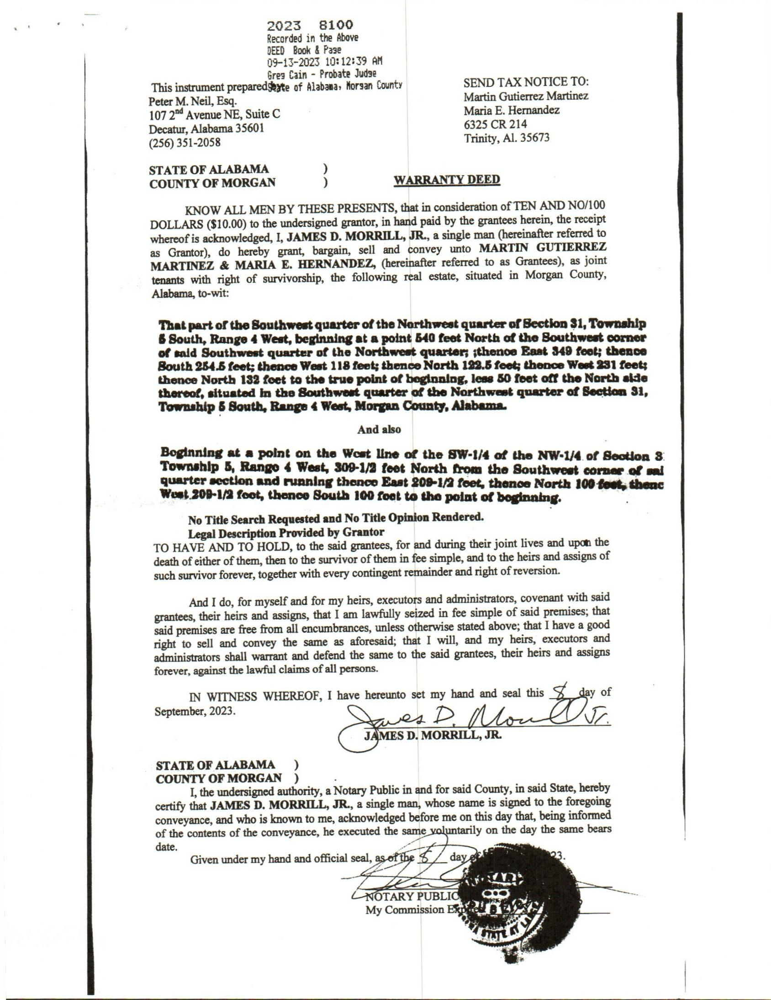 2023 8100
Recorded in the Above
DEED Book & Page
09-13-2023 10:12:39 AM
Greg Cain - Probate Judge
State of Alabama, Morgan County
This instrument prepared
Peter M. Neil, Esq.
107 2nd Avenue NE, Suite C
Decatur, Alabama 35601
(256) 351-2058
SEND TAX NOTICE TO:
Martin Gutierrez Martinez
Maria E. Hernandez
6325 CR 214
Trinity, Al. 35673
STATE OF ALABAMA )
COUNTY OF MORGAN )
WARRANTY DEED
KNOW ALL MEN BY THESE PRESENTS, that in consideration of TEN AND NO/100
DOLLARS ($10.00) to the undersigned grantor, in hand paid by the grantees herein, the receipt
whereof is acknowledged, I, JAMES D. MORRILL, JR., a single man (hereinafter referred to
as Grantor), do hereby grant, bargain, sell and convey unto MARTIN GUTIERREZ
MARTINEZ & MARIA E. HERNANDEZ, (hereinafter referred to as Grantees), as joint
tenants with right of survivorship, the following real estate, situated in Morgan County,
Alabama, to-wit:
That part of the Southwest quarter of the Northwest quarter of Section 31, Township
5 South, Range 4 West, beginning at a point 540 feet North of the Southwest corner
of said Southwest quarter of the Northwest quarter; ;thence East 349 feet; thence
South 254.5 feet; thence West 118 feet; thence North 122.5 feet; thence West 231 feet;
thence North 132 feet to the true point of beginning, less 50 feet off the North side
thereof, situated in the Southwest quarter of the Northwest quarter of Section 31,
Township 5 South, Range 4 West, Morgan County, Alabama.
And also
Beginning at a point on the West line of the SW-1/4 of the NW-1/4 of Section 3
Township 5, Range 4 West, 309-1/2 feet North from the Southwest corner of sai
quarter section and running thence East 209-1/2 feet, thence North 100 feet, thenc
West 209-1/2 feet, thence South 100 feet to the point of beginning.
No Title Search Requested and No Title Opinion Rendered.
Legal Description Provided by Grantor
TO HAVE AND TO HOLD, to the said grantees, for and during their joint lives and upon the
death of either of them, then to the survivor of them in fee simple, and to the heirs and assigns of
such survivor forever, together with every contingent remainder and right of reversion.
And I do, for myself and for my heirs, executors and administrators, covenant with said
grantees, their heirs and assigns, that I am lawfully seized in fee simple of said premises; that
said premises are free from all encumbrances, unless otherwise stated above; that I have a good
right to sell and convey the same as aforesaid; that I will, and my heirs, executors and
administrators shall warrant and defend the same to the said grantees, their heirs and assigns
forever, against the lawful claims of all persons.
IN WITNESS WHEREOF, I have hereunto set my hand and seal this 8 day of
September, 2023.
James D. Morrill Jr.
JAMES D. MORRILL, JR.
STATE OF ALABAMA )
COUNTY OF MORGAN )
I, the undersigned authority, a Notary Public in and for said County, in said State, hereby
certify that JAMES D. MORRILL, JR., a single man, whose name is signed to the foregoing
conveyance, and who is known to me, acknowledged before me on this day that, being informed
of the contents of the conveyance, he executed the same voluntarily on the day the same bears
date.
Given under my hand and official seal, as of the 8 day of 23.
NOTARY PUBLIC
My Commission Expires
NOTARY
PUBLIC
STATE AT LARGE